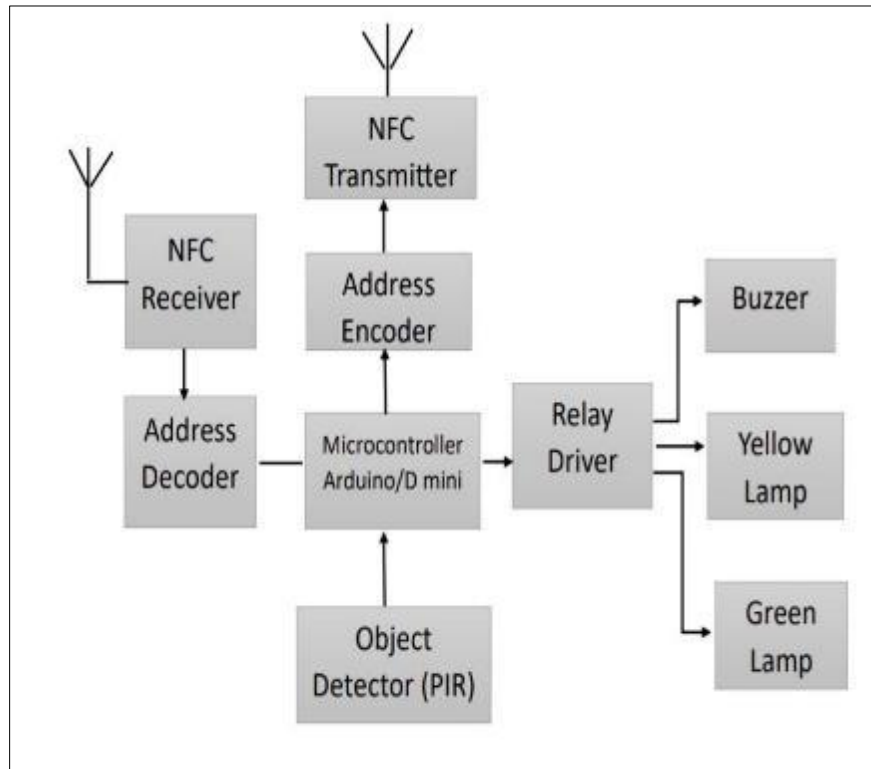 NFC
Transmitter
NFC
Receiver
Address
Encoder
Buzzer
Address
Decoder
Microcontroller
Arduino/D mini
Relay
Driver
Yellow
Lamp
Object
Detector (PIR)
Green
Lamp